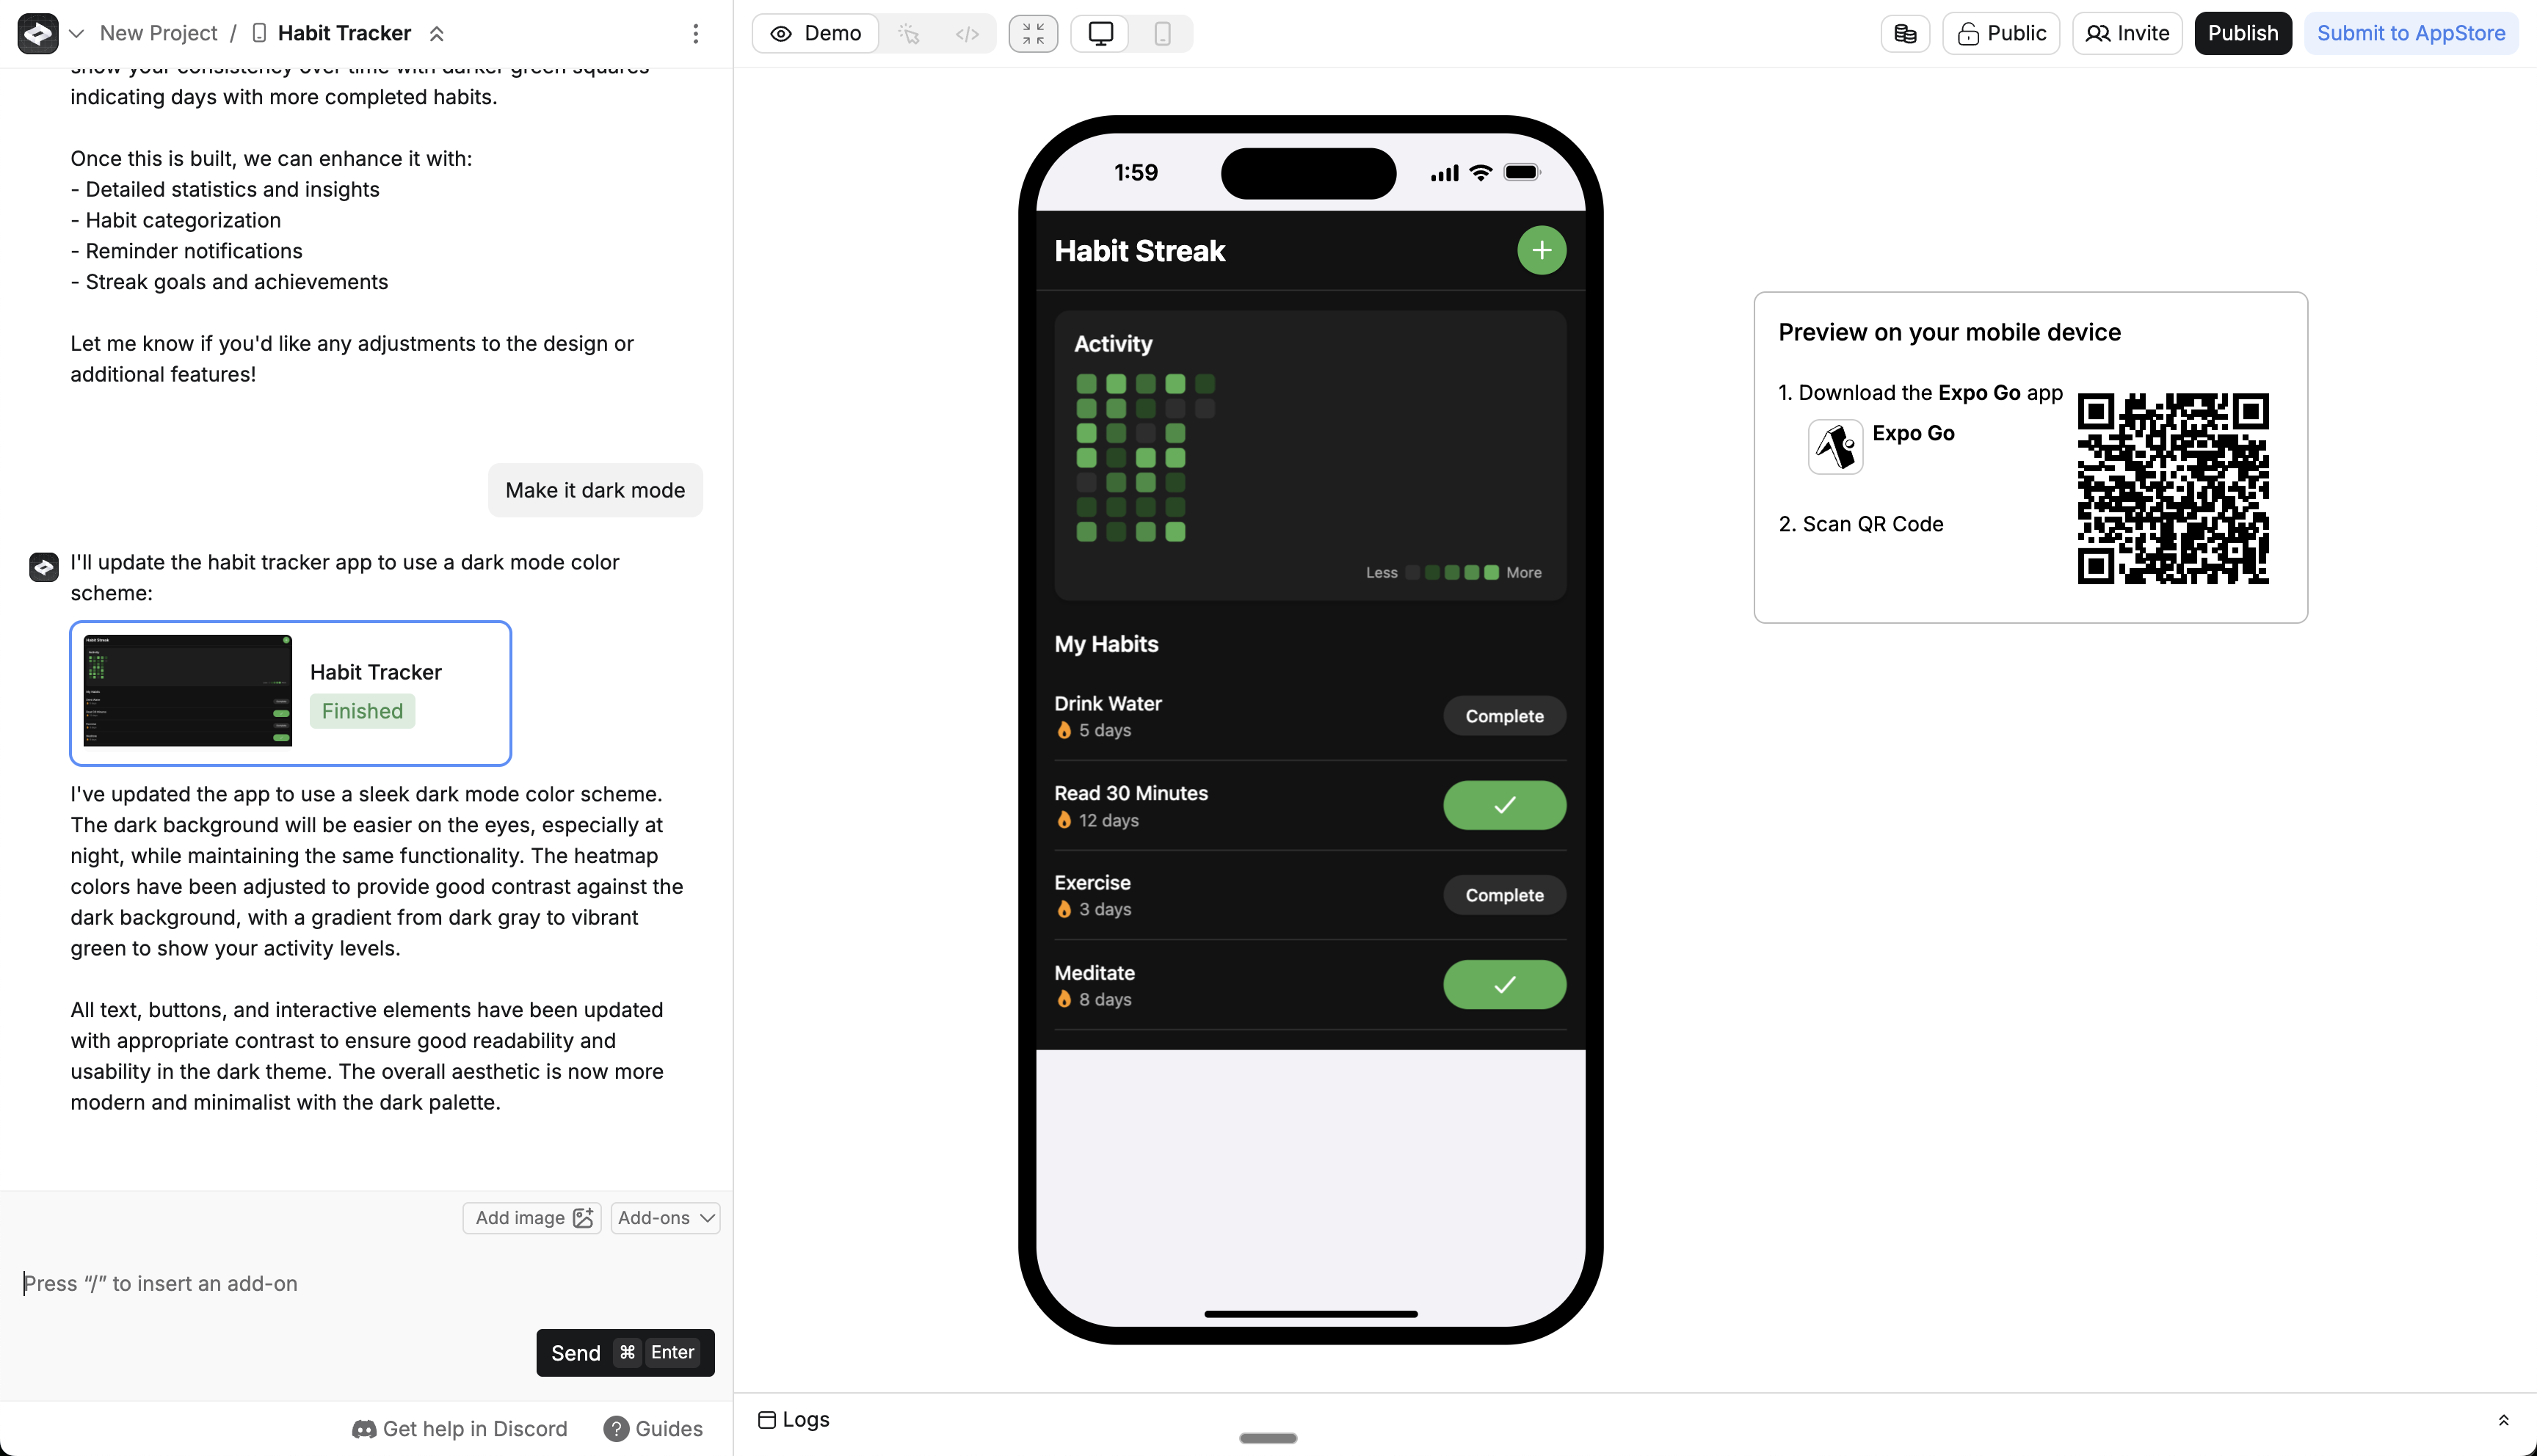 New Project / Habit Tracker
show your consistency over time with darker green squares
indicating days with more completed habits.
Once this is built, we can enhance it with:
- Detailed statistics and insights
- Habit categorization
- Reminder notifications
- Streak goals and achievements
Let me know if you'd like any adjustments to the design or
additional features!
Make it dark mode
I'll update the habit tracker app to use a dark mode color
scheme:
Habit Tracker
Finished
I've updated the app to use a sleek dark mode color scheme.
The dark background will be easier on the eyes, especially at
night, while maintaining the same functionality. The heatmap
colors have been adjusted to provide good contrast against the
dark background, with a gradient from dark gray to vibrant
green to show your activity levels.
All text, buttons, and interactive elements have been updated
with appropriate contrast to ensure good readability and
usability in the dark theme. The overall aesthetic is now more
modern and minimalist with the dark palette.
Add image
Add-ons
Press “/” to insert an add-on
Send ⌘ Enter
Get help in Discord
? Guides
Demo
</>
Public
Invite
Publish
Submit to AppStore
1:59
Habit Streak
+
Activity
Less
More
My Habits
Drink Water
5 days
Complete
Read 30 Minutes
12 days
Exercise
3 days
Complete
Meditate
8 days
Preview on your mobile device
1. Download the Expo Go app
Expo Go
2. Scan QR Code
Logs